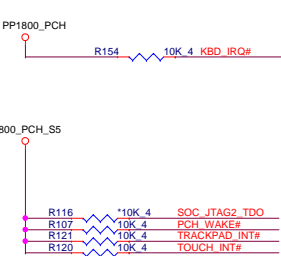 PP1800_PCH
R154 10K_4 KBD_IRQ#
800_PCH_S5
R116 *10K_4 SOC_JTAG2_TDO
R107 10K_4 PCH_WAKE#
R121 10K_4 TRACKPAD_INT#
R120 10K_4 TOUCH_INT#